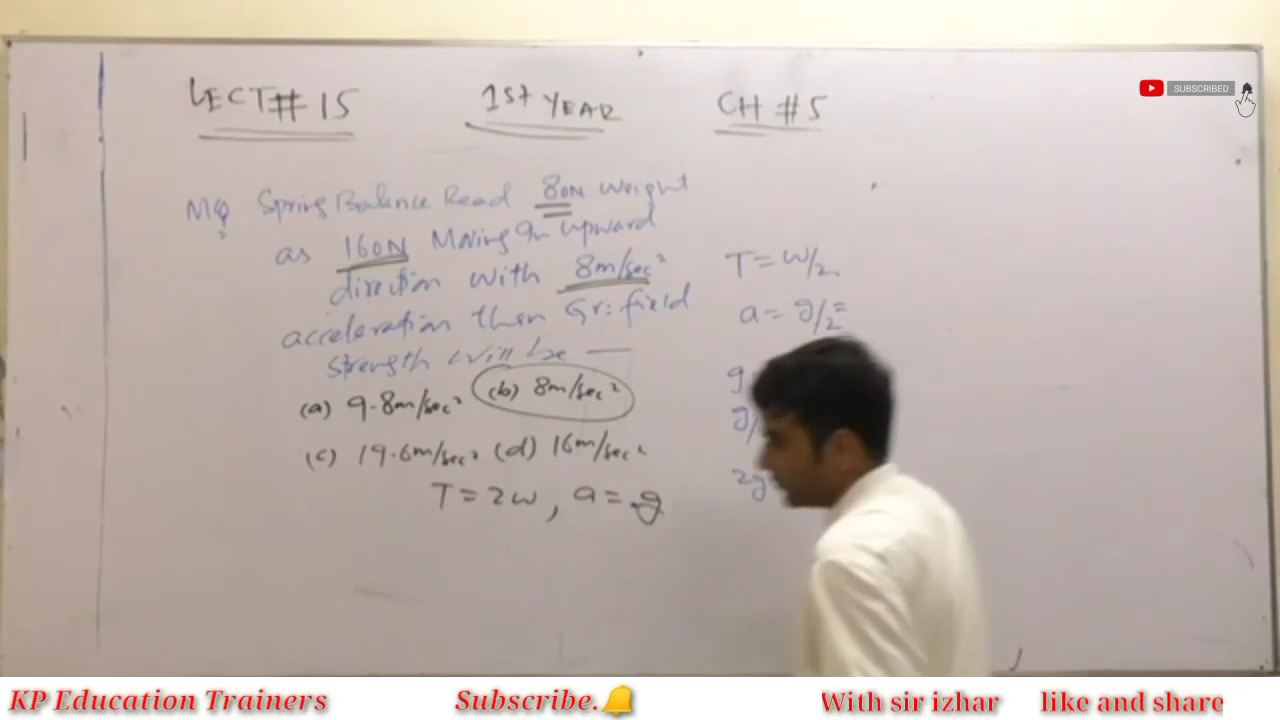 LECT# 15 1st YEAR CH # 5
SUBSCRIBED
MQ Spring Balance Read 80N weight
as 160N Moving in upward
direction with 8m/sec²
acceleration then Gr: field
strength will be —
(a) 9.8m/sec² (b) 8m/sec²
(c) 19.6m/sec² (d) 16m/sec²
T = 2w, a = g
T = w/2
a = g/2
g
g/
2g
KP Education Trainers Subscribe. With sir izhar like and share